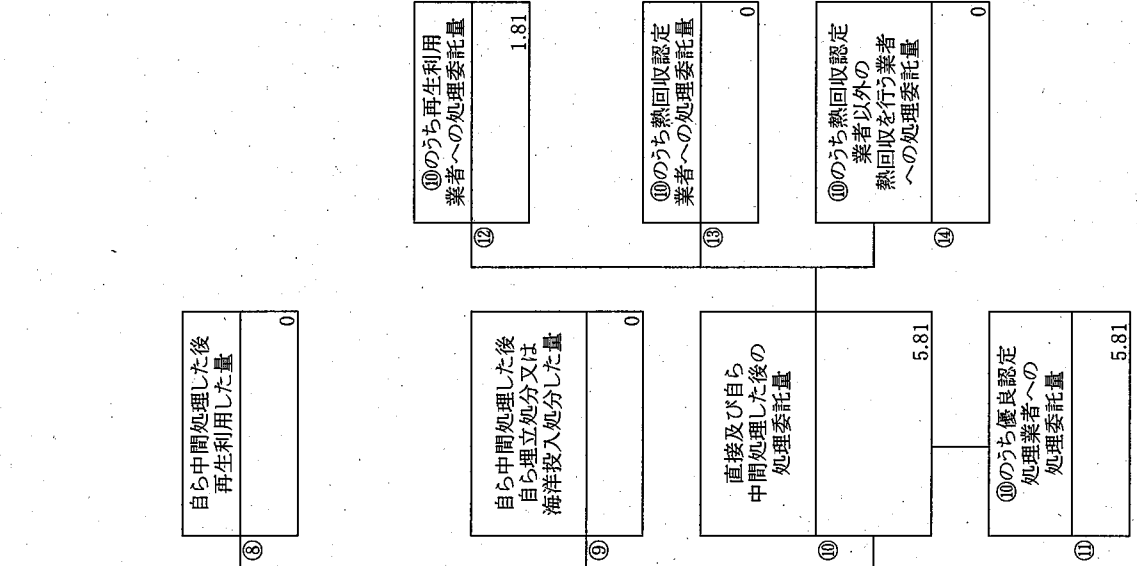 ⑧
自ら中間処理した後
再生利用した量
0
⑨
自ら中間処理した後
自ら埋立処分又は
海洋投入処分した量
0
⑩
直接及び自ら
中間処理した後の
処理委託量
5.81
⑪
⑩のうち優良認定
処理業者への
処理委託量
5.81
⑫
⑩のうち再生利用
業者への処理委託量
1.81
⑬
⑩のうち熱回収認定
業者への処理委託量
0
⑭
⑩のうち熱回収認定
業者以外の
熱回収を行う業者
への処理委託量
0